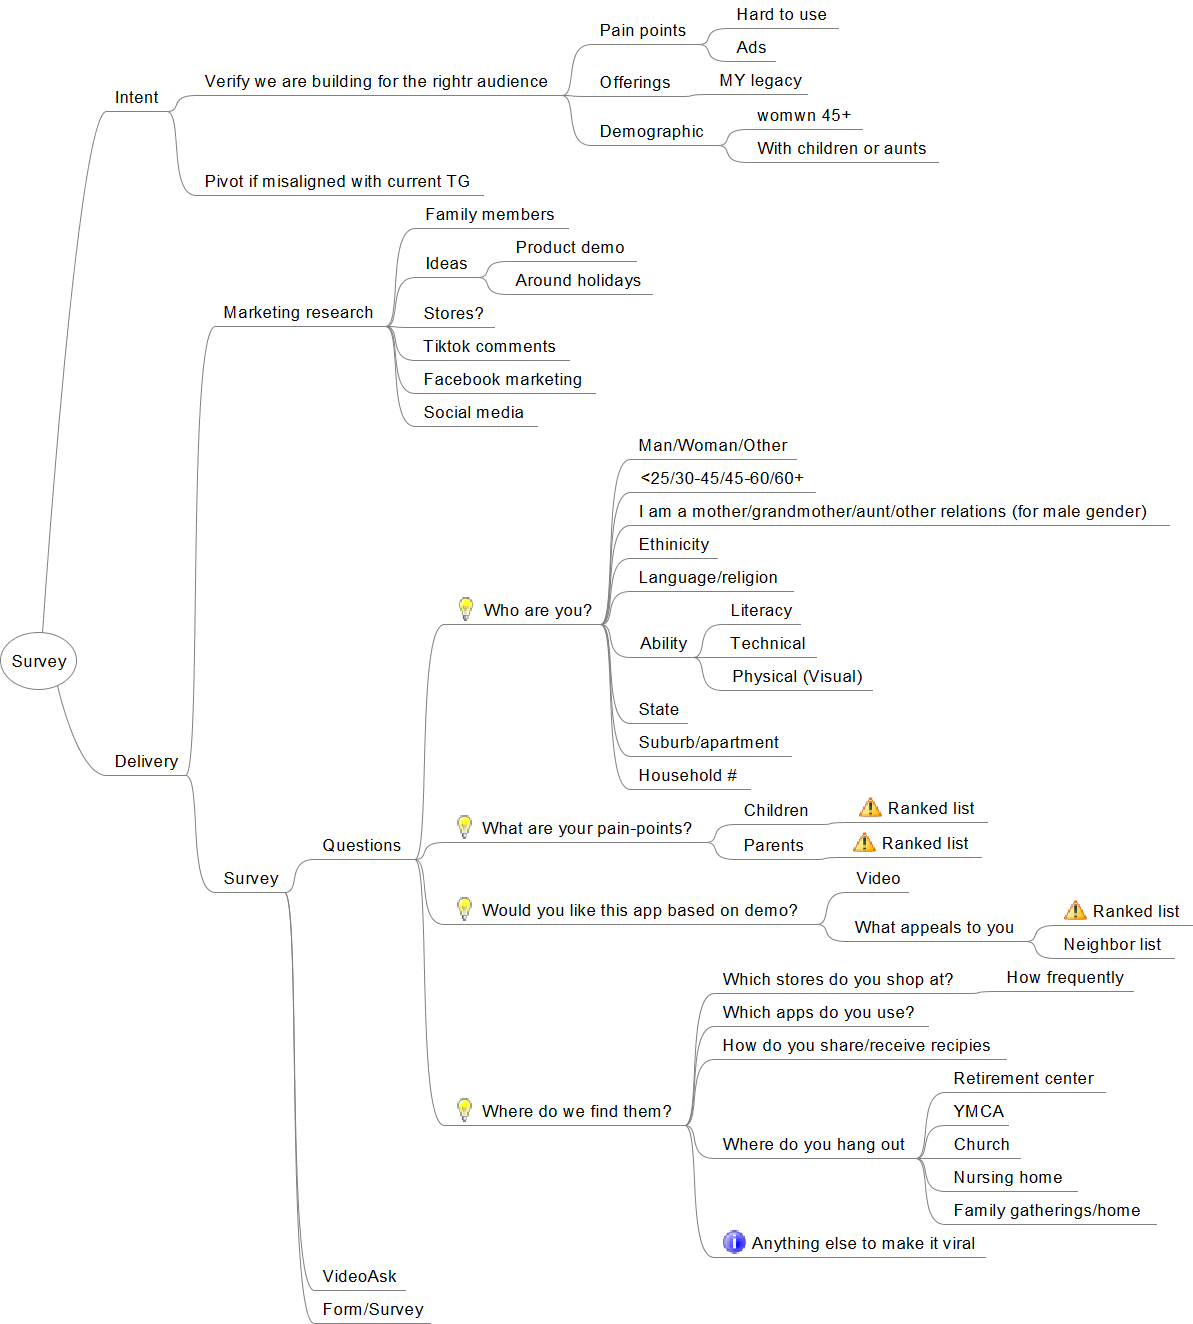 Survey
Intent
Verify we are building for the rightr audience
Pain points
Hard to use
Ads
Offerings
MY legacy
Demographic
womwn 45+
With children or aunts
Pivot if misaligned with current TG
Delivery
Marketing research
Family members
Ideas
Product demo
Around holidays
Stores?
Tiktok comments
Facebook marketing
Social media
Survey
Questions
Who are you?
Man/Woman/Other
<25/30-45/45-60/60+
I am a mother/grandmother/aunt/other relations (for male gender)
Ethinicity
Language/religion
Ability
Literacy
Technical
Physical (Visual)
State
Suburb/apartment
Household #
What are your pain-points?
Children
Ranked list
Parents
Ranked list
Would you like this app based on demo?
Video
What appeals to you
Ranked list
Neighbor list
Where do we find them?
Which stores do you shop at?
How frequently
Which apps do you use?
How do you share/receive recipies
Where do you hang out
Retirement center
YMCA
Church
Nursing home
Family gatherings/home
Anything else to make it viral
VideoAsk
Form/Survey